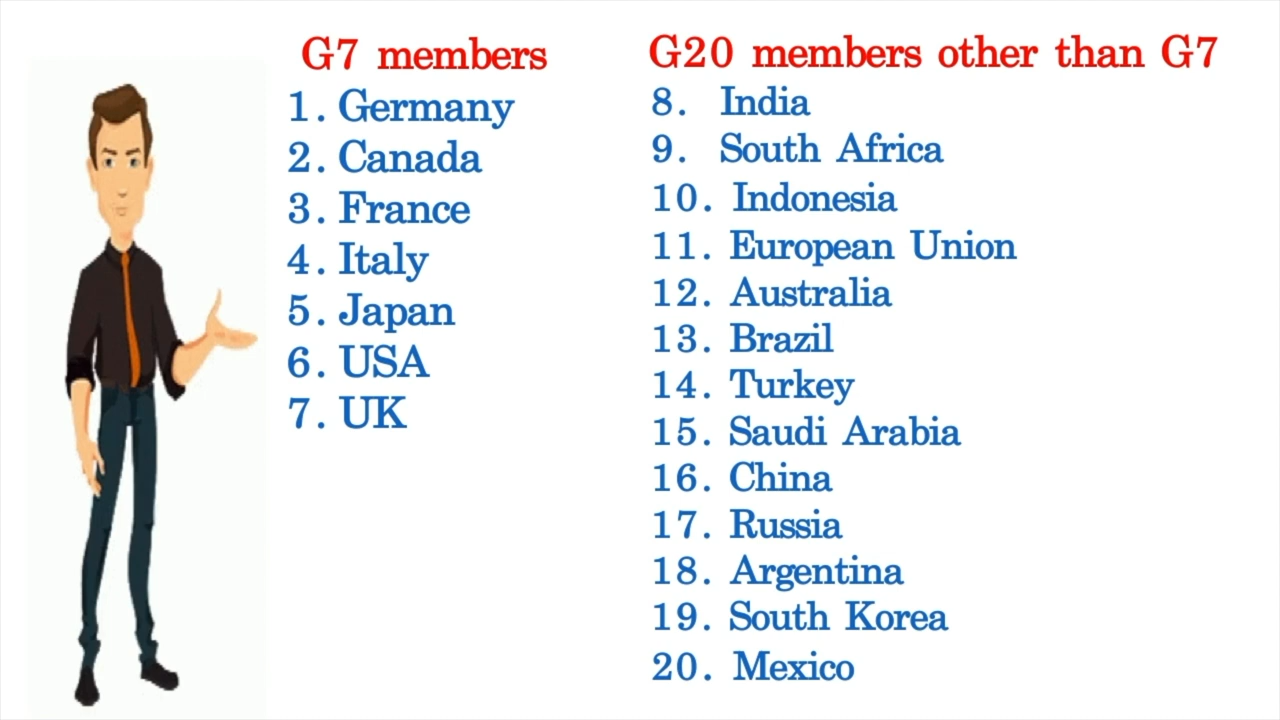 G7 members
1. Germany
2. Canada
3. France
4. Italy
5. Japan
6. USA
7. UK
G20 members other than G7
8. India
9. South Africa
10. Indonesia
11. European Union
12. Australia
13. Brazil
14. Turkey
15. Saudi Arabia
16. China
17. Russia
18. Argentina
19. South Korea
20. Mexico